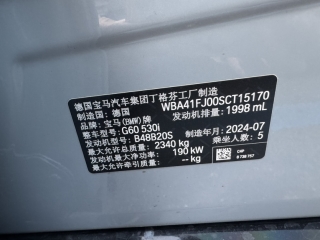 德国宝马汽车集团丁格芬工厂制造
制造国: 德国 WBA41FJ00SCT15170
品牌: 宝马(BMW)牌 发动机排量: 1998 mL
整车型号: G60 530i
发动机型号: B48B20S
最大允许总质量: 2340 kg 制造年月: 2024-07
发动机最大净功率: 190 kW 乘坐人数: 5
最大允许牵引质量: -- kg
CHF